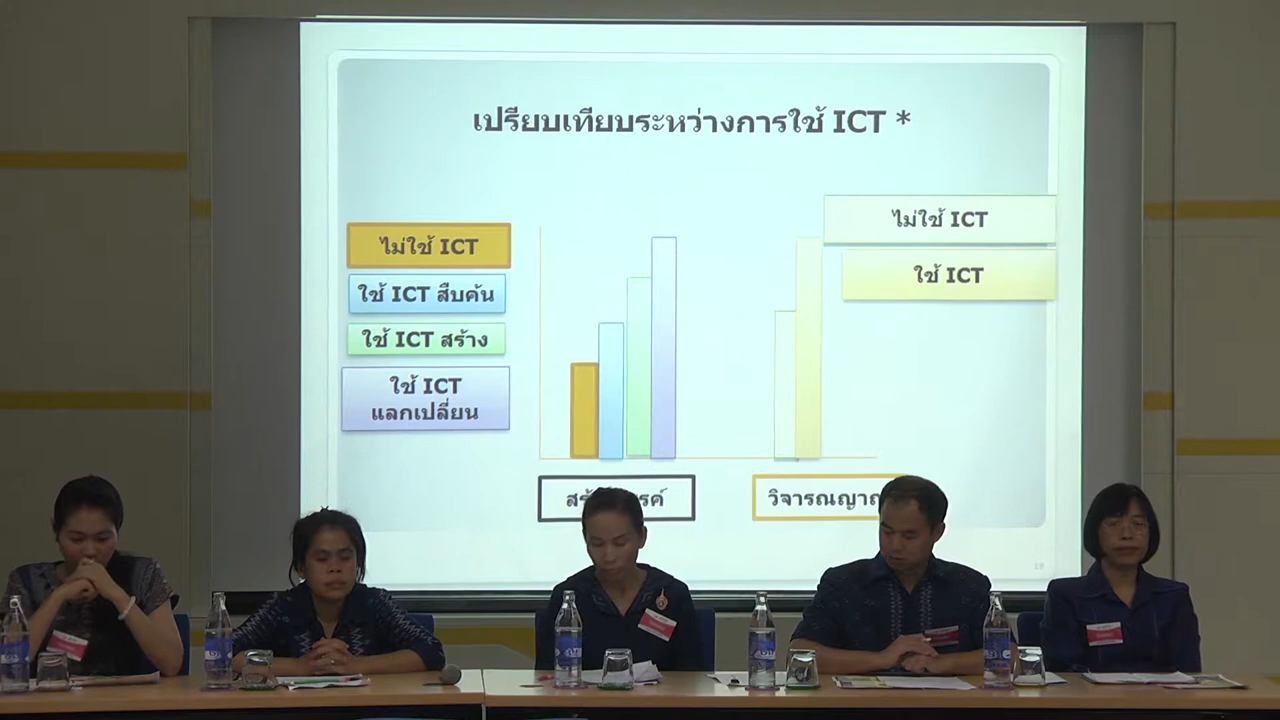 เปรียบเทียบระหว่างการใช้ ICT *
ไม่ใช้ ICT
ใช้ ICT สืบค้น
ใช้ ICT สร้าง
ใช้ ICT
แลกเปลี่ยน
ไม่ใช้ ICT
ใช้ ICT
19